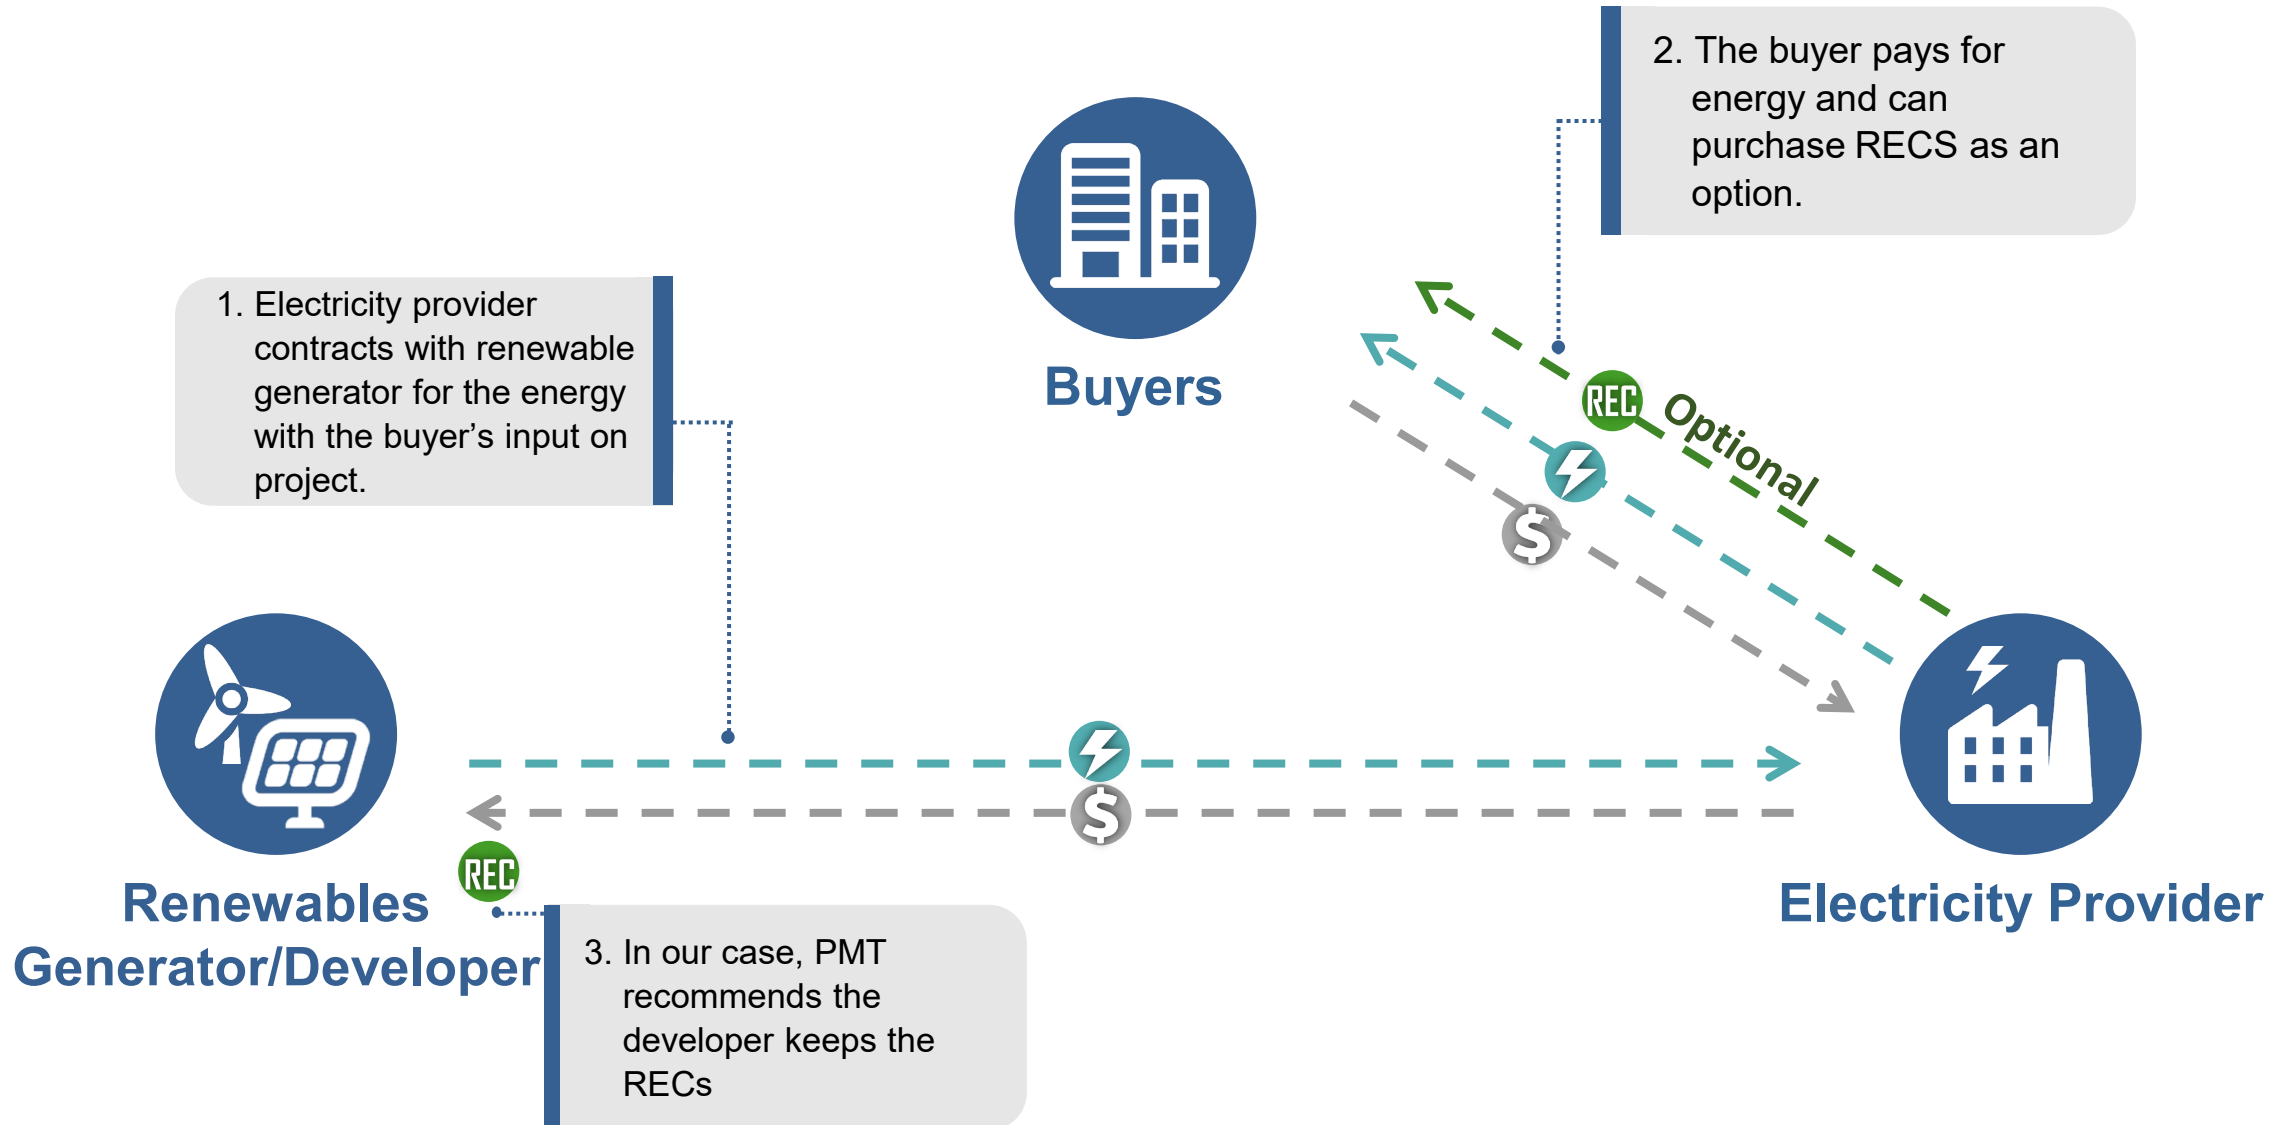 2. The buyer pays for
energy and can
purchase RECS as an
option.
Buyers
1. Electricity provider
contracts with renewable
generator for the energy
with the buyer’s input on
project.
REC
Optional
$
$
REC
Renewables
Generator/Developer
Electricity Provider
3. In our case, PMT
recommends the
developer keeps the
RECs